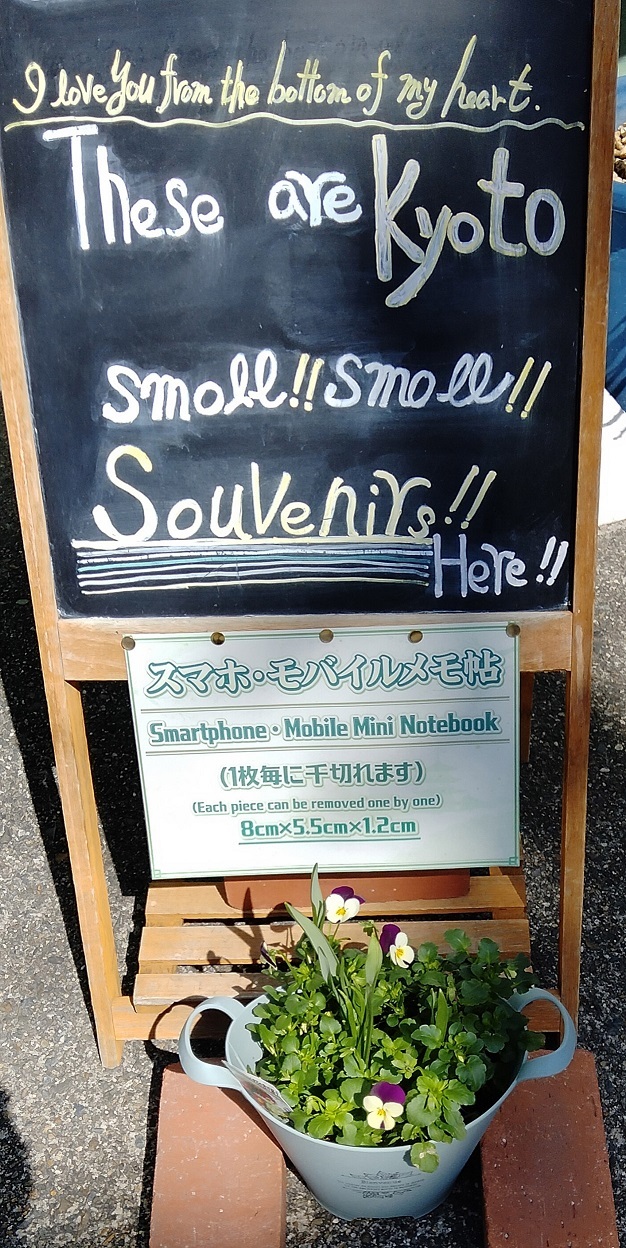 I love You from the bottom of my heart.
These are Kyoto
small!! small!!
Souvenirs!!
Here!!
スマホ・モバイルメモ帖
Smartphone・Mobile Mini Notebook
(1枚毎に千切れます)
(Each piece can be removed one by one)
8cm×5.5cm×1.2cm